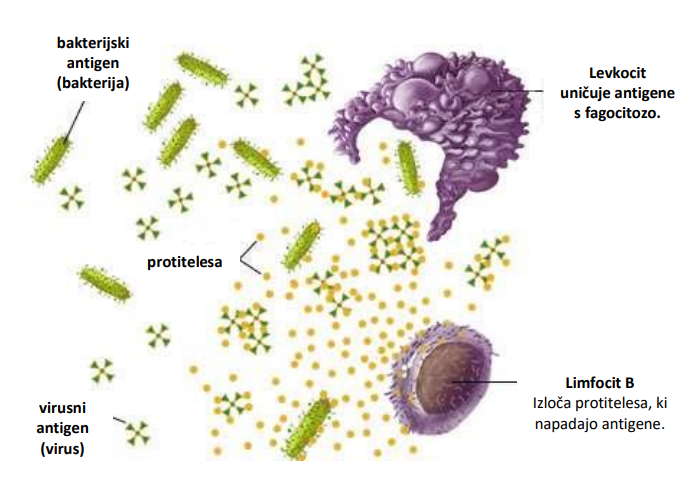 bakterijski
antigen
(bakterija)
Levkocit
uničuje antigene
s fagocitozo.
protitelesa
virusni
antigen
(virus)
Limfocit B
Izloča protitelesa, ki
napadajo antigene.